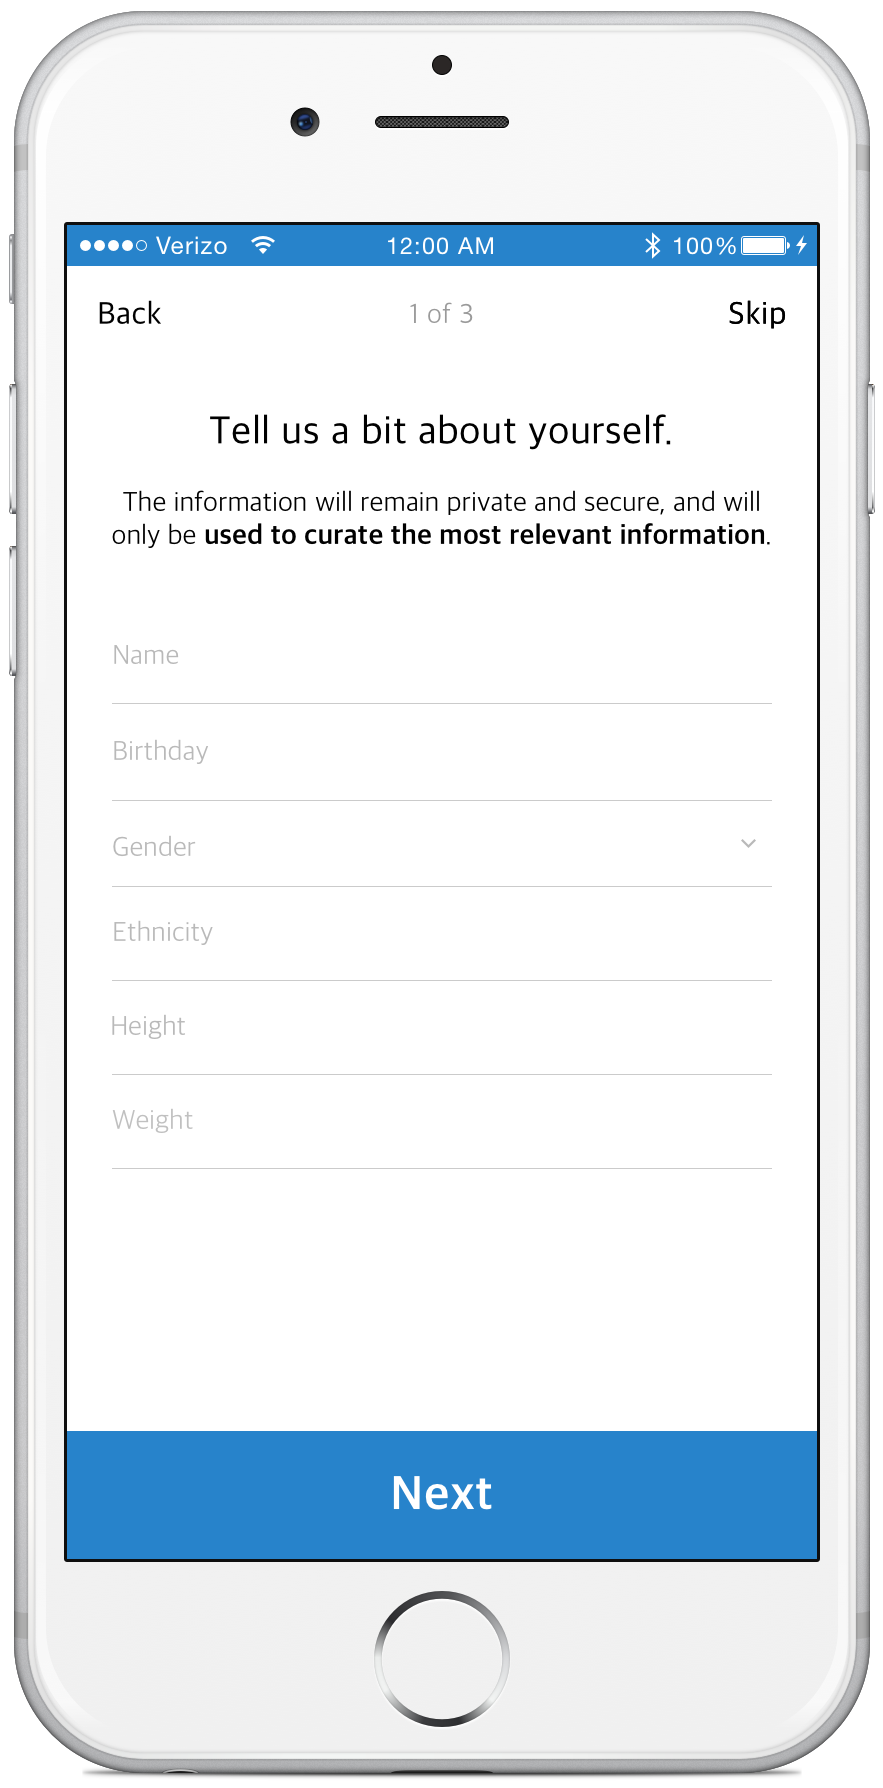 Verizo 12:00 AM 100%
Back 1 of 3 Skip
Tell us a bit about yourself.
The information will remain private and secure, and will
only be used to curate the most relevant information.
Name
Birthday
Gender
Ethnicity
Height
Weight
Next